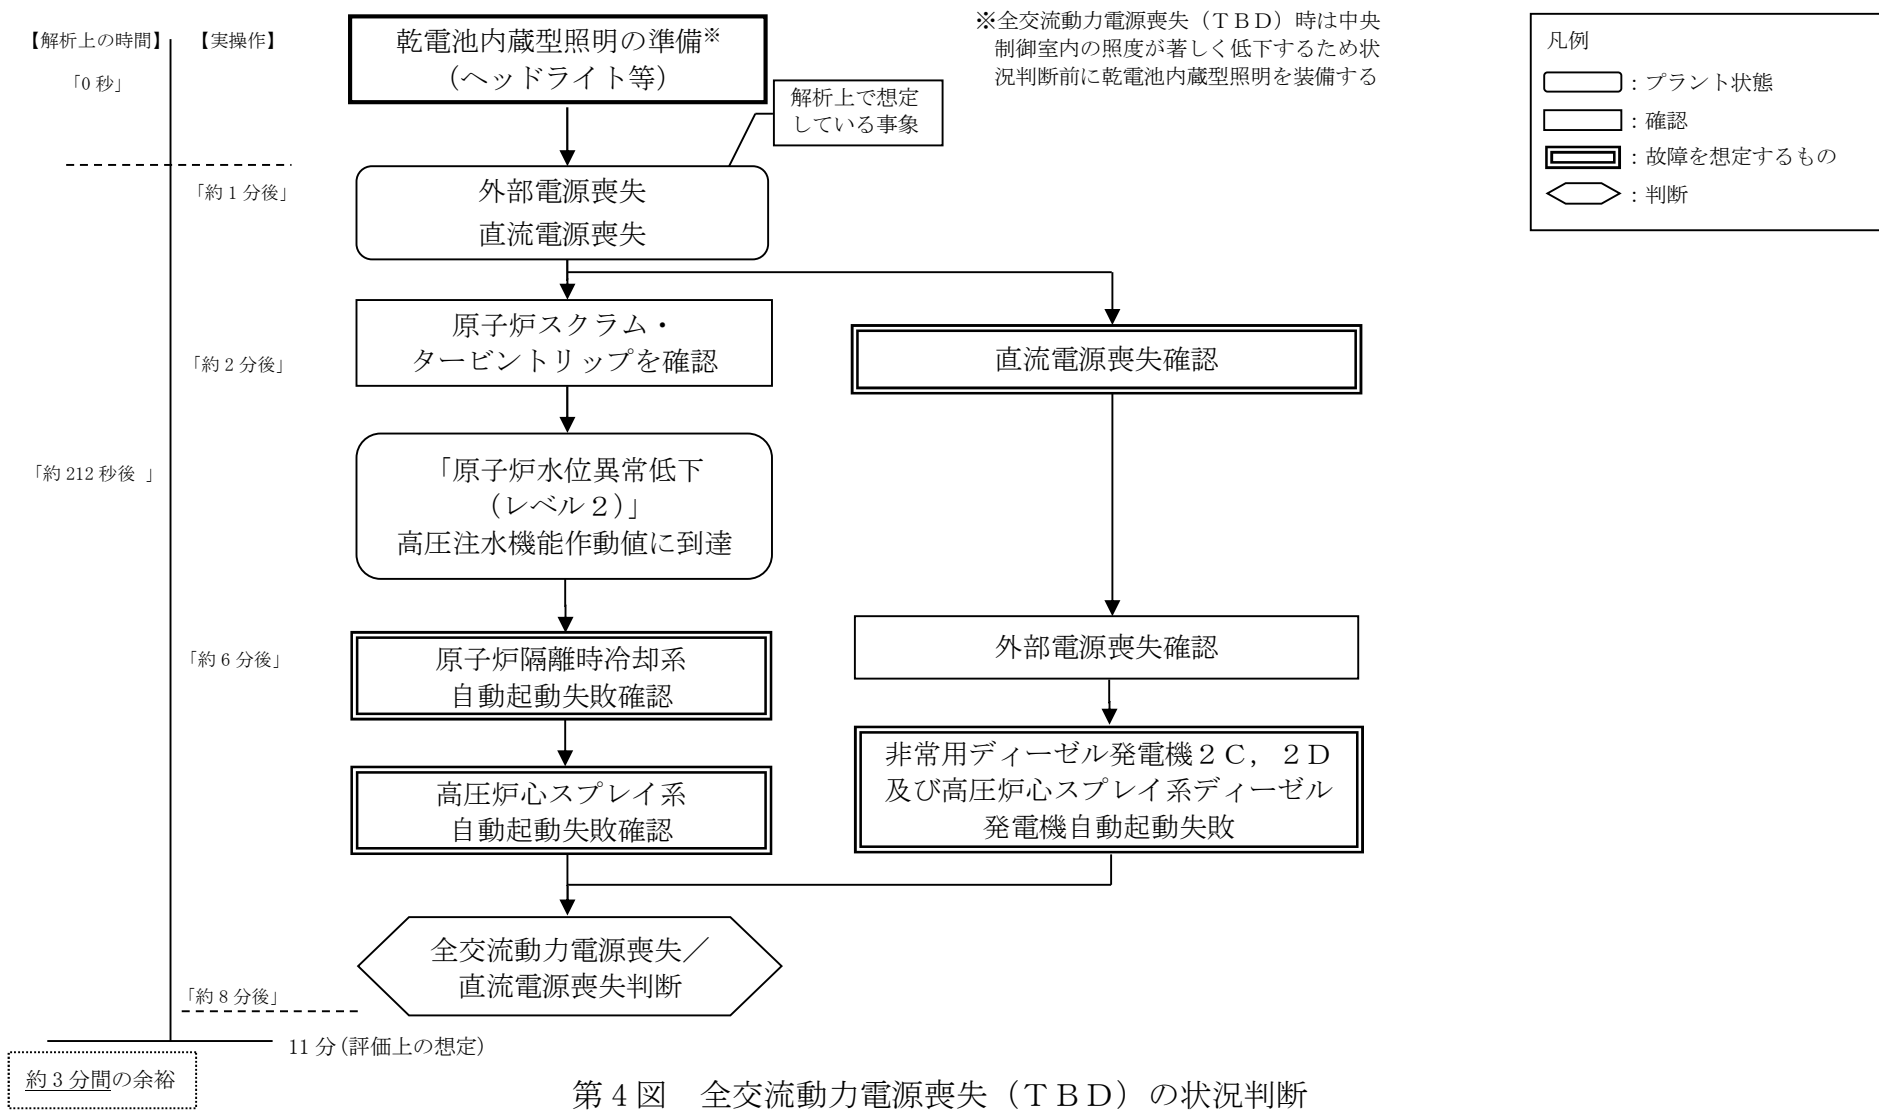 【解析上の時間】
【実操作】
「0 秒」
乾電池内蔵型照明の準備※
（ヘッドライト等）
※全交流動力電源喪失（ＴＢＤ）時は中央
制御室内の照度が著しく低下するため状
況判断前に乾電池内蔵型照明を装備する
凡例
：プラント状態
：確認
：故障を想定するもの
：判断
解析上で想定
している事象
「約 1 分後」
外部電源喪失
直流電源喪失
「約 2 分後」
原子炉スクラム・
タービントリップを確認
直流電源喪失確認
「約 212 秒後 」
「原子炉水位異常低下
（レベル２）」
高圧注水機能作動値に到達
「約 6 分後」
原子炉隔離時冷却系
自動起動失敗確認
外部電源喪失確認
高圧炉心スプレイ系
自動起動失敗確認
非常用ディーゼル発電機２Ｃ，２Ｄ
及び高圧炉心スプレイ系ディーゼル
発電機自動起動失敗
全交流動力電源喪失／
直流電源喪失判断
「約 8 分後」
11 分(評価上の想定)
約 3 分間の余裕
第４図　全交流動力電源喪失（ＴＢＤ）の状況判断